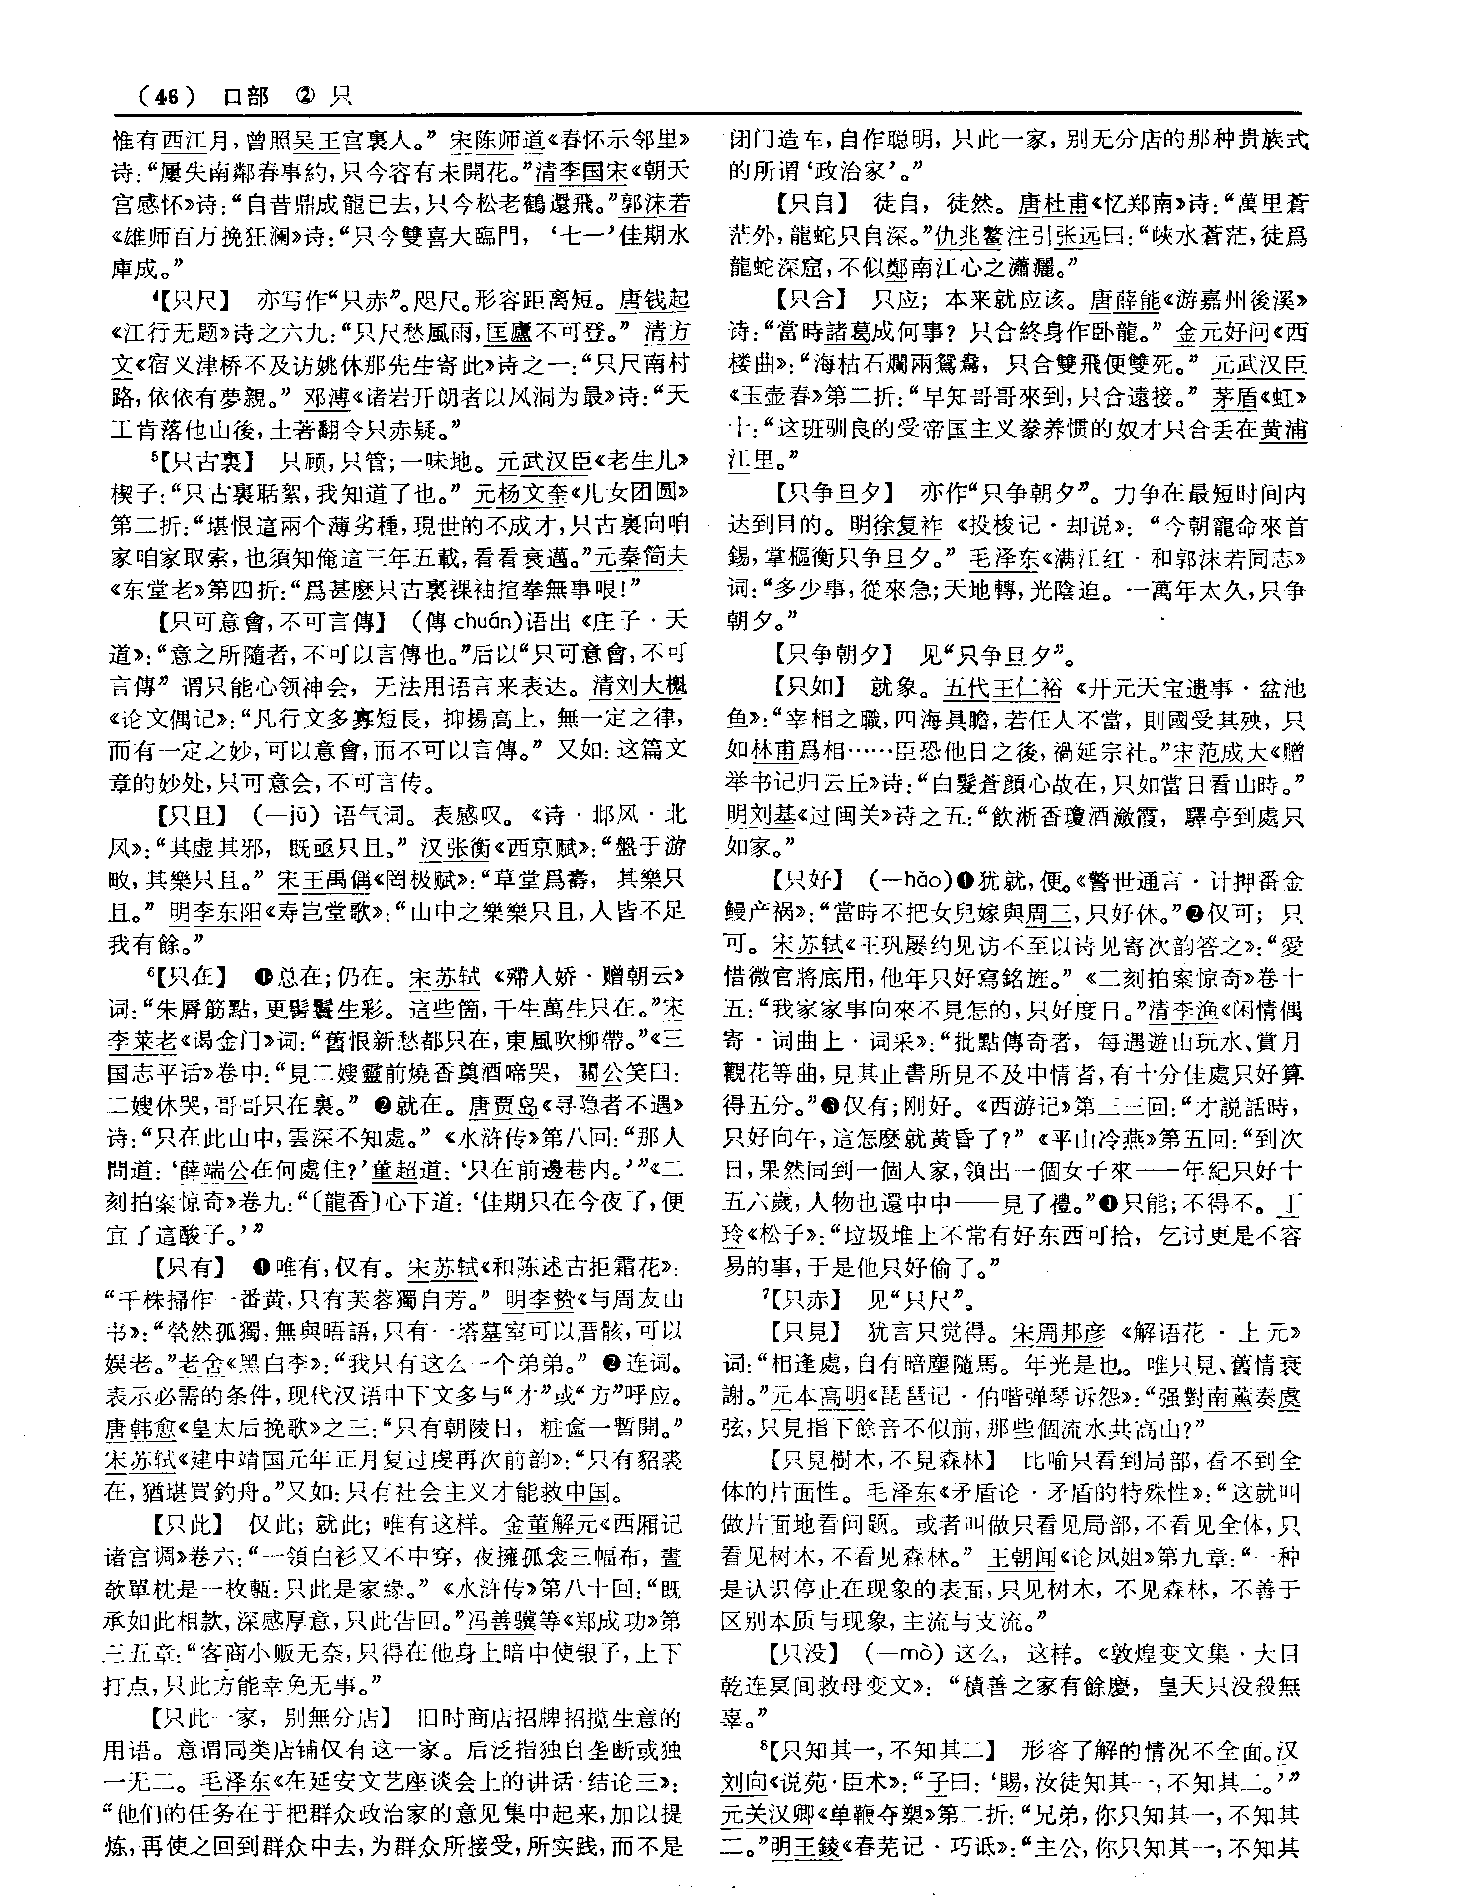 （46） 口部 ② 只
惟有西江月，曾照吴王宫裏人。” 宋陈师道《春怀示邻里》
诗：“屢失南鄰春事約，只今容有未開花。”清李国宋《朝天
宫感怀》诗：“自昔鼎成龍已去，只今松老鶴還飛。”郭沫若
《雄师百万挽狂澜》诗：“只今雙喜大臨門，‘七一’佳期水
庫成。”
⁴【只尺】 亦写作“只赤”。咫尺。形容距离短。唐钱起
《江行无题》诗之六九：“只尺愁風雨，匡廬不可登。” 清方
文《宿义津桥不及访姚休那先生寄此》诗之一：“只尺南村
路，依依有夢親。” 邓溥《诸岩开朗者以风洞为最》诗：“天
工肯落他山後，土著翻令只赤疑。”
⁵【只古裏】 只顾，只管；一味地。元武汉臣《老生儿》
楔子：“只古裏聒絮，我知道了也。” 元杨文奎《儿女团圆》
第二折：“堪恨這兩个薄劣種，現世的不成才，只古裏向咱
家咱家取索，也須知俺這三年五載，看看衰邁。”元秦简夫
《东堂老》第四折：“爲甚麽只古裏裸袖揎拳無事哏！”
【只可意會，不可言傳】 （傳 chuán）语出《庄子·天
道》：“意之所随者，不可以言傳也。”后以“只可意會，不可
言傳” 谓只能心领神会，无法用语言来表达。清刘大櫆
《论文偶记》：“凡行文多寡短長，抑揚高上，無一定之律，
而有一定之妙，可以意會，而不可以言傳。” 又如：这篇文
章的妙处，只可意会，不可言传。
【只且】 （—jū）语气词。表感叹。《诗·邶风·北
风》：“其虚其邪，既亟只且。” 汉张衡《西京赋》：“盤于游
畋，其樂只且。” 宋王禹偁《罔极赋》：“草堂爲壽，其樂只
且。” 明李东阳《寿岂堂歌》：“山中之樂樂只且，人皆不足
我有餘。”
⁶【只在】 ❶总在；仍在。宋苏轼《殢人娇·赠朝云》
词：“朱脣筯點，更髻鬟生彩。這些箇，千生萬生只在。”宋
李莱老《谒金门》词：“舊恨新愁都只在，東風吹柳帶。”《三
国志平话》卷中：“見二嫂靈前燒香奠酒啼哭，關公笑曰：
二嫂休哭，哥哥只在裏。” ❷就在。唐贾岛《寻隐者不遇》
诗：“只在此山中，雲深不知處。” 《水浒传》第八回：“那人
問道：‘薛端公在何處住？’董超道：‘只在前邊巷内。’”《二
刻拍案惊奇》卷九：“〔龍香〕心下道：‘佳期只在今夜了，便
宜了這酸子。’”
【只有】 ❶唯有，仅有。宋苏轼《和陈述古拒霜花》：
“千株掃作一番黄，只有芙蓉獨自芳。” 明李贽《与周友山
书》：“煢然孤獨，無與晤語，只有一塔墓室可以厝骸，可以
娱老。”老舍《黑白李》：“我只有这么一个弟弟。” ❷连词。
表示必需的条件，现代汉语中下文多与“才”或“方”呼应。
唐韩愈《皇太后挽歌》之三：“只有朝陵日，粧奩一暫開。”
宋苏轼《建中靖国元年正月复过虔再次前韵》：“只有貂裘
在，猶堪買釣舟。”又如：只有社会主义才能救中国。
【只此】 仅此；就此；唯有这样。金董解元《西厢记
诸宫调》卷六：“一領白衫又不中穿，夜擁孤衾三幅布，晝
欹單枕是一枚甎：只此是家緣。” 《水浒传》第八十回：“既
承如此相款，深感厚意，只此告回。”冯善骥等《郑成功》第
三五章：“客商小贩无奈，只得在他身上暗中使银子，上下
打点，只此方能幸免无事。”
【只此一家，别無分店】 旧时商店招牌招揽生意的
用语。意谓同类店铺仅有这一家。后泛指独自垄断或独
一无二。毛泽东《在延安文艺座谈会上的讲话·结论三》：
“他们的任务在于把群众政治家的意见集中起来，加以提
炼，再使之回到群众中去，为群众所接受，所实践，而不是
闭门造车，自作聪明，只此一家，别无分店的那种贵族式
的所谓‘政治家’。”
【只自】 徒自，徒然。唐杜甫《忆郑南》诗：“萬里蒼
茫外，龍蛇只自深。”仇兆鳌注引张远曰：“峽水蒼茫，徒爲
龍蛇深窟，不似鄭南江心之瀟灑。”
【只合】 只应；本来就应该。唐薛能《游嘉州後溪》
诗：“當時諸葛成何事？只合終身作卧龍。” 金元好问《西
楼曲》：“海枯石爛兩鴛鴦，只合雙飛便雙死。” 元武汉臣
《玉壶春》第二折：“早知哥哥來到，只合遠接。” 茅盾《虹》
十：“这班驯良的受帝国主义豢养惯的奴才只合丢在黄浦
江里。”
【只争旦夕】 亦作“只争朝夕”。力争在最短时间内
达到目的。明徐复祚《投梭记·却说》：“今朝龍命來首
錫，掌樞衡只争旦夕。” 毛泽东《满江红·和郭沫若同志》
词：“多少事，從來急；天地轉，光陰迫。一萬年太久，只争
朝夕。”
【只争朝夕】 见“只争旦夕”。
【只如】 就象。五代王仁裕《开元天宝遗事·盆池
鱼》：“宰相之職，四海具瞻，若任人不當，則國受其殃，只
如林甫爲相……臣恐他日之後，禍延宗社。”宋范成大《赠
举书记归云丘》诗：“白髮蒼顔心故在，只如當日看山時。”
明刘基《过闽关》诗之五：“飲澌香瓊酒瀲霞，驛亭到處只
如家。”
【只好】 （—hǎo）❶犹就，便。《警世通言·计押番金
鳗产祸》：“當時不把女兒嫁與周三，只好休。”❷仅可；只
可。宋苏轼《王巩屡约见访不至以诗见寄次韵答之》：“愛
惜微官將底用，他年只好寫銘旌。” 《二刻拍案惊奇》卷十
五：“我家家事向來不見怎的，只好度日。”清李渔《闲情偶
寄·词曲上·词采》：“批點傳奇者，每遇遊山玩水、賞月
觀花等曲，見其止書所見不及中情者，有十分佳處只好算
得五分。”❸仅有；刚好。《西游记》第二三回：“才説話時，
只好向午，這怎麽就黄昏了？” 《平山冷燕》第五回：“到次
日，果然同到一個人家，領出一個女子來——年紀只好十
五六歲，人物也還中中——見了禮。”❹只能；不得不。丁
玲《松子》：“垃圾堆上不常有好东西可拾，乞讨更是不容
易的事，于是他只好偷了。”
⁷【只赤】 见“只尺”。
【只見】 犹言只觉得。宋周邦彦《解语花·上元》
词：“相逢處，自有暗塵隨馬。年光是也。唯只見、舊情衰
謝。”元本高明《琵琶记·伯喈弹琴诉怨》：“强對南薰奏虞
弦，只見指下餘音不似前，那些個流水共高山？”
【只見樹木，不見森林】 比喻只看到局部，看不到全
体的片面性。毛泽东《矛盾论·矛盾的特殊性》：“这就叫
做片面地看问题。或者叫做只看见局部，不看见全体，只
看见树木，不看见森林。” 王朝闻《论凤姐》第九章：“一种
是认识停止在现象的表面，只见树木，不见森林，不善于
区别本质与现象，主流与支流。”
【只没】 （—mò）这么，这样。《敦煌变文集·大目
乾连冥间救母变文》：“積善之家有餘慶，皇天只没殺無
辜。”
⁸【只知其一，不知其二】 形容了解的情况不全面。汉
刘向《说苑·臣术》：“子曰：‘賜，汝徒知其一，不知其二。’”
元关汉卿《单鞭夺槊》第二折：“兄弟，你只知其一，不知其
二。”明王錂《春芜记·巧诋》：“主公，你只知其一，不知其